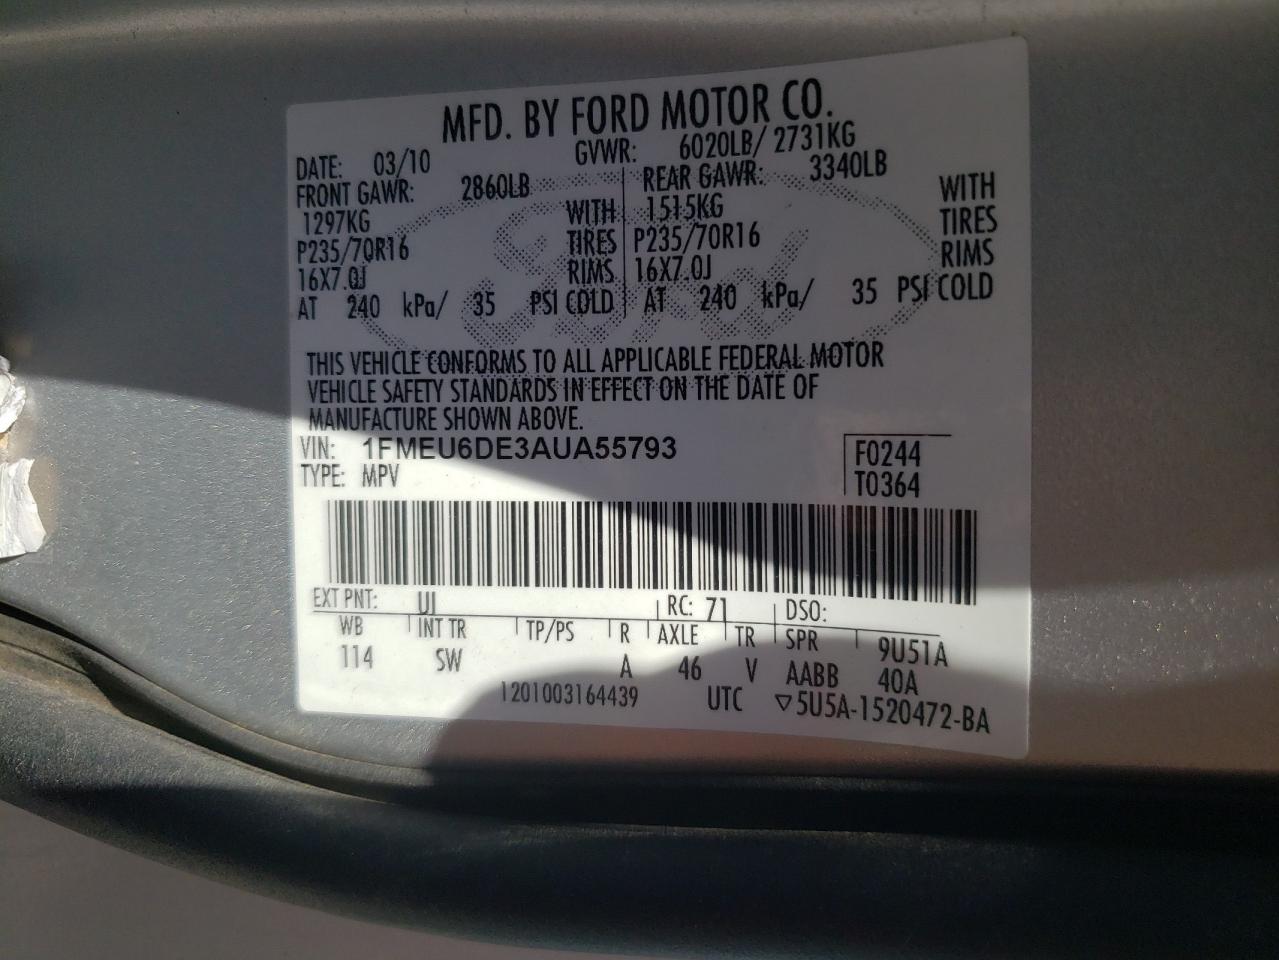 MFD. BY FORD MOTOR CO.
DATE: 03/10 GVWR: 6020LB/ 2731KG
FRONT GAWR: 2860LB REAR GAWR: 3340LB
1297KG WITH 1515KG WITH
P235/70R16 TIRES P235/70R16 TIRES
16X7.0J RIMS 16X7.0J RIMS
AT 240 kPa/ 35 PSI COLD AT 240 kPa/ 35 PSI COLD
THIS VEHICLE CONFORMS TO ALL APPLICABLE FEDERAL MOTOR
VEHICLE SAFETY STANDARDS IN EFFECT ON THE DATE OF
MANUFACTURE SHOWN ABOVE.
VIN: 1FMEU6DE3AUA55793 F0244
TYPE: MPV T0364
EXT PNT: UJ RC: 71 DSO:
WB INT TR TP/PS R AXLE TR SPR 9U51A
114 SW A 46 V AABB 40A
1201003164439 UTC ▽5U5A-1520472-BA
Ford